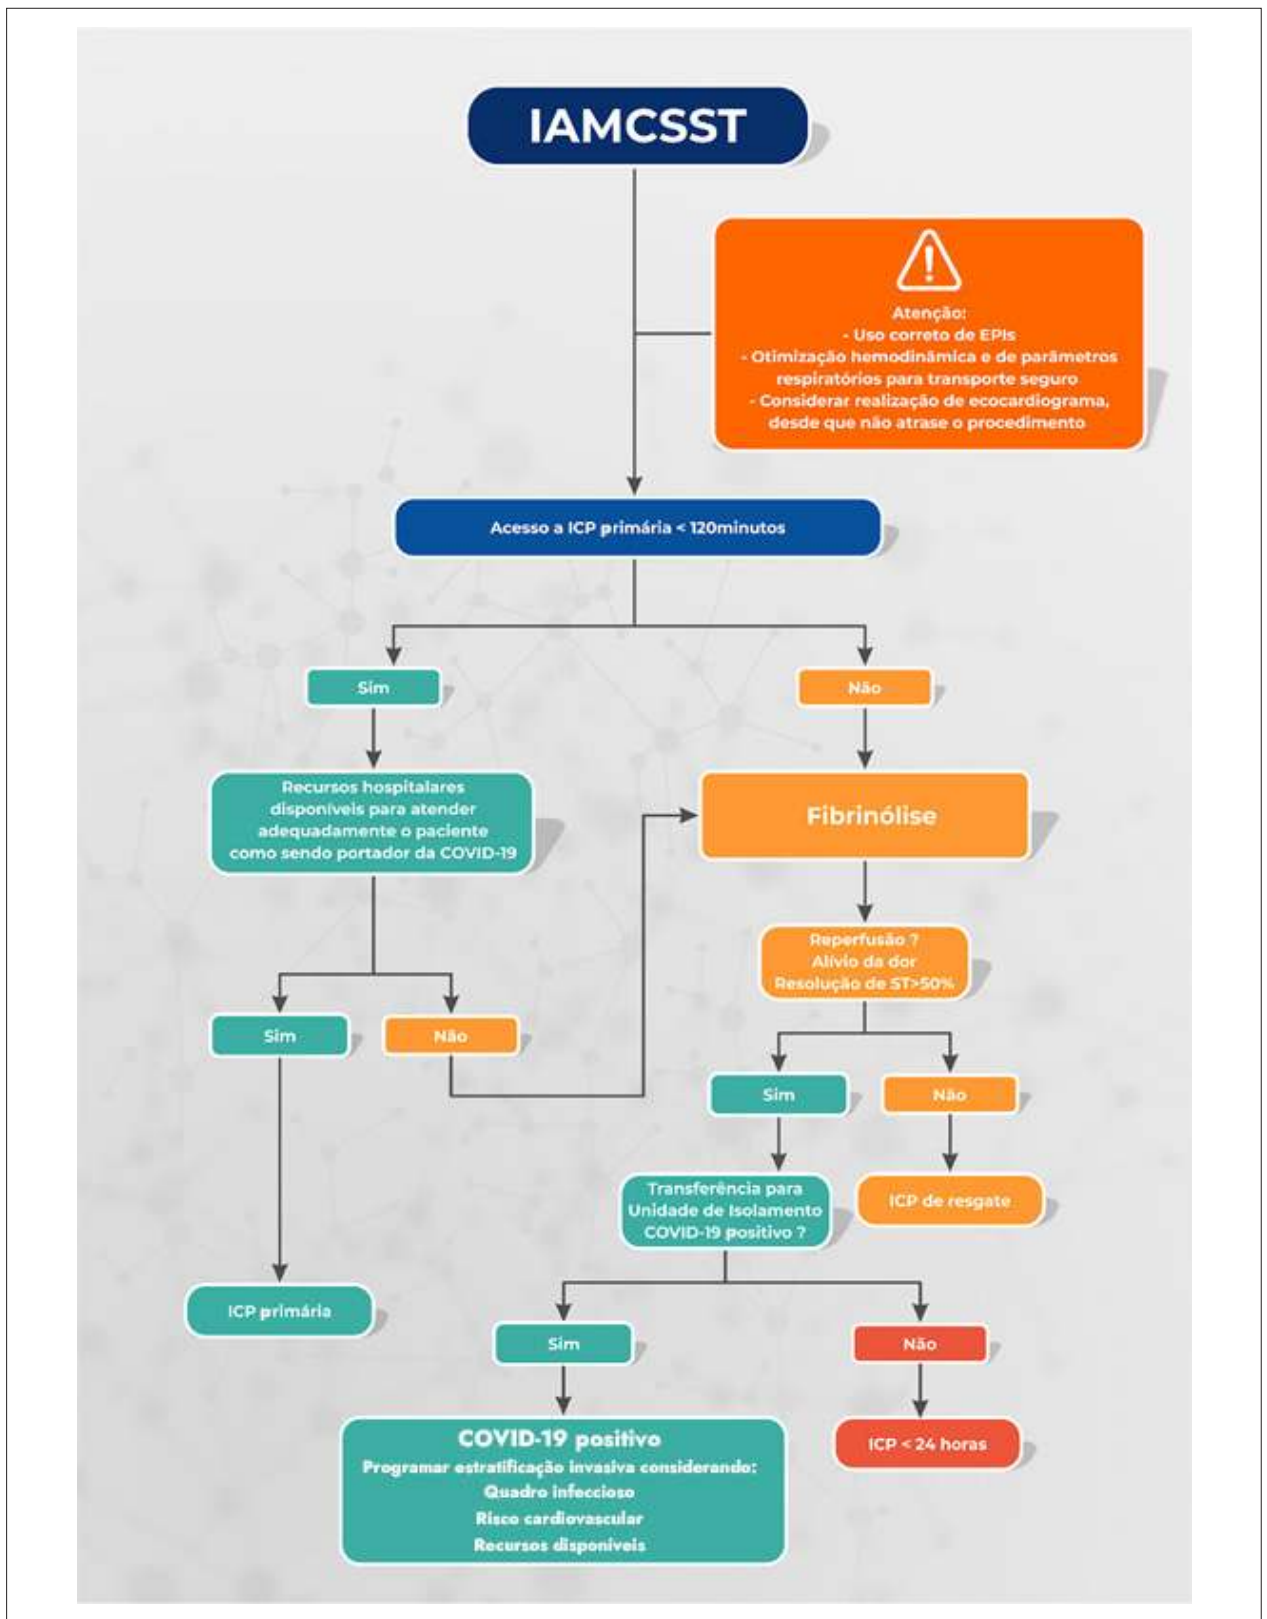 IAMCSST
Atenção:
- Uso correto de EPIs
- Otimização hemodinâmica e de parâmetros
respiratórios para transporte seguro
- Considerar realização de ecocardiograma,
desde que não atrase o procedimento
Acesso a ICP primária < 120minutos
Sim
Não
Recursos hospitalares
disponíveis para atender
adequadamente o paciente
como sendo portador da COVID-19
Fibrinólise
Reperfusão ?
Alívio da dor
Resolução de ST>50%
Sim
Não
Sim
Não
Transferência para
Unidade de Isolamento
COVID-19 positivo ?
ICP de resgate
ICP primária
Sim
Não
COVID-19 positivo
Programar estratificação invasiva considerando:
Quadro infeccioso
Risco cardiovascular
Recursos disponíveis
ICP < 24 horas